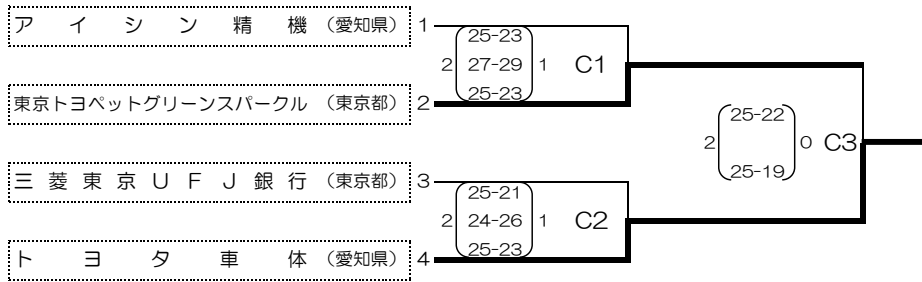 アイシン精機 (愛知県) 1
25-23
2 27-29 1 C1
25-23
東京トヨペットグリーンスパークル (東京都) 2
25-22
2 0 C3
25-19
三菱東京UFJ銀行 (東京都) 3
25-21
2 24-26 1 C2
25-23
トヨタ車体 (愛知県) 4